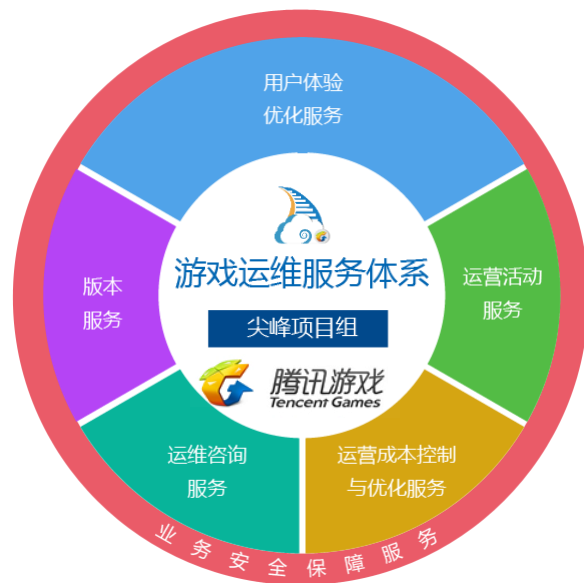 用户体验
优化服务
版本
服务
游戏运维服务体系
尖峰项目组
腾讯游戏
Tencent Games
运营活动
服务
运维咨询
服务
运营成本控制
与优化服务
业务安全保障服务